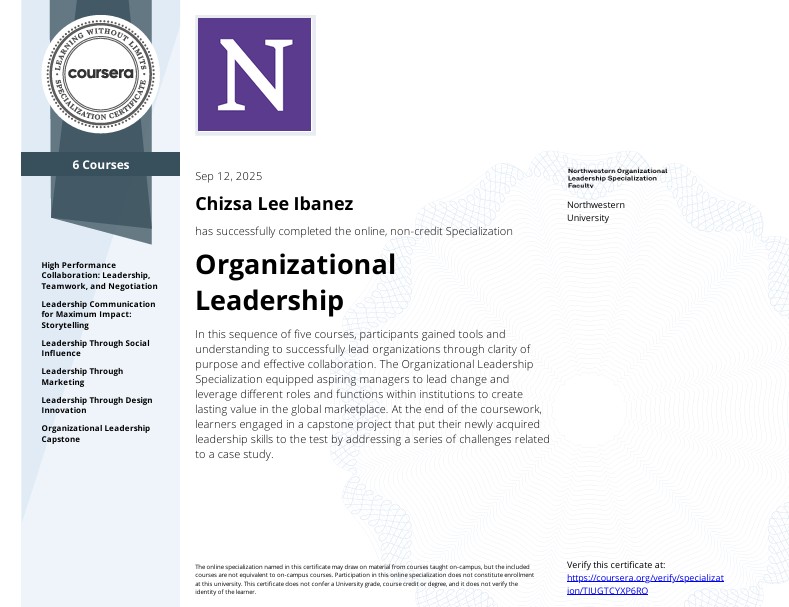 LEARNING WITHOUT LIMITS
coursera
SPECIALIZATION CERTIFICATE
N
6 Courses
High Performance
Collaboration: Leadership,
Teamwork, and Negotiation
Leadership Communication
for Maximum Impact:
Storytelling
Leadership Through Social
Influence
Leadership Through
Marketing
Leadership Through Design
Innovation
Organizational Leadership
Capstone
Sep 12, 2025
Chizsa Lee Ibanez
has successfully completed the online, non-credit Specialization
Organizational
Leadership
In this sequence of five courses, participants gained tools and
understanding to successfully lead organizations through clarity of
purpose and effective collaboration. The Organizational Leadership
Specialization equipped aspiring managers to lead change and
leverage different roles and functions within institutions to create
lasting value in the global marketplace. At the end of the coursework,
learners engaged in a capstone project that put their newly acquired
leadership skills to the test by addressing a series of challenges related
to a case study.
Northwestern Organizational
Leadership Specialization
Faculty
Northwestern
University
The online specialization named in this certificate may draw on material from courses taught on-campus, but the included
courses are not equivalent to on-campus courses. Participation in this online specialization does not constitute enrollment
at this university. This certificate does not confer a University grade, course credit or degree, and it does not verify the
identity of the learner.
Verify this certificate at:
https://coursera.org/verify/specializat
ion/TIUGTCYXP6RO